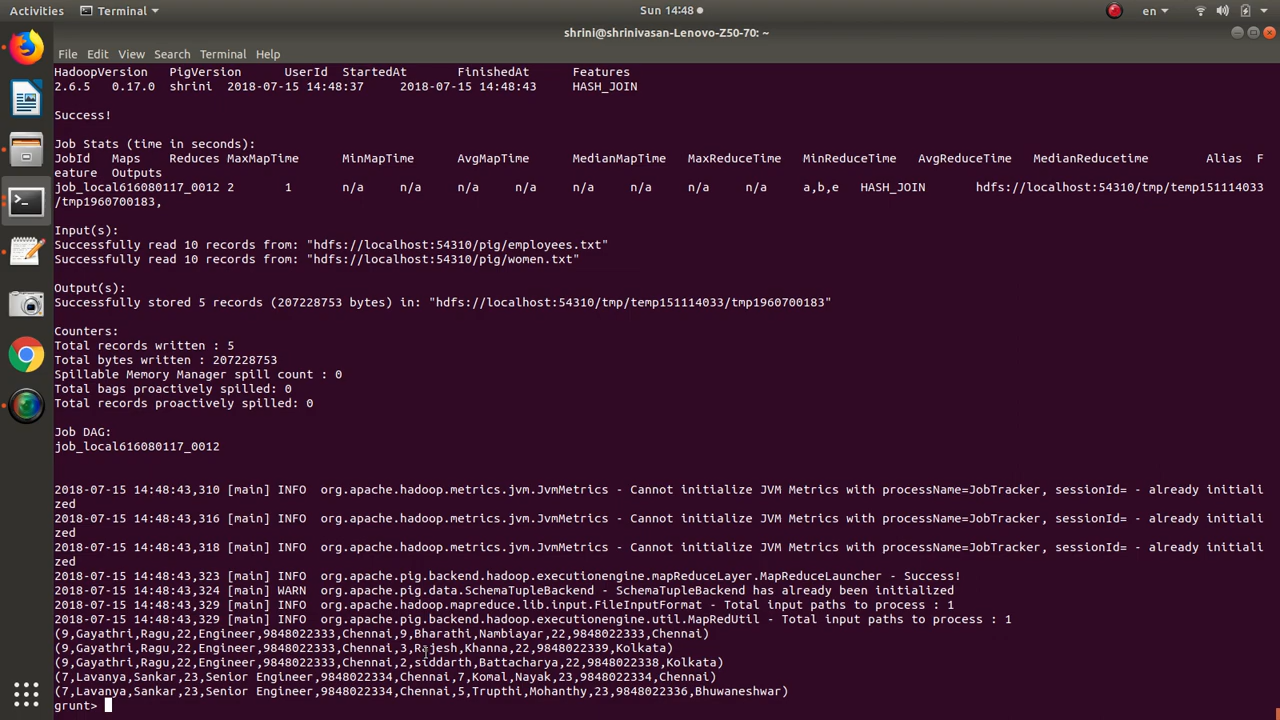 Activities Terminal Sun 14:48 en
shrini@shrinivasan-Lenovo-Z50-70: ~
File Edit View Search Terminal Help
HadoopVersion PigVersion UserId StartedAt FinishedAt Features
2.6.5 0.17.0 shrini 2018-07-15 14:48:37 2018-07-15 14:48:43 HASH_JOIN
Success!
Job Stats (time in seconds):
JobId Maps Reduces MaxMapTime MinMapTime AvgMapTime MedianMapTime MaxReduceTime MinReduceTime AvgReduceTime MedianReducetime Alias F
eature Outputs
job_local616080117_0012 2 1 n/a n/a n/a n/a n/a n/a n/a n/a a,b,e HASH_JOIN hdfs://localhost:54310/tmp/temp151114033
/tmp1960700183,
Input(s):
Successfully read 10 records from: "hdfs://localhost:54310/pig/employees.txt"
Successfully read 10 records from: "hdfs://localhost:54310/pig/women.txt"
Output(s):
Successfully stored 5 records (207228753 bytes) in: "hdfs://localhost:54310/tmp/temp151114033/tmp1960700183"
Counters:
Total records written : 5
Total bytes written : 207228753
Spillable Memory Manager spill count : 0
Total bags proactively spilled: 0
Total records proactively spilled: 0
Job DAG:
job_local616080117_0012
2018-07-15 14:48:43,310 [main] INFO org.apache.hadoop.metrics.jvm.JvmMetrics - Cannot initialize JVM Metrics with processName=JobTracker, sessionId= - already initiali
zed
2018-07-15 14:48:43,316 [main] INFO org.apache.hadoop.metrics.jvm.JvmMetrics - Cannot initialize JVM Metrics with processName=JobTracker, sessionId= - already initiali
zed
2018-07-15 14:48:43,318 [main] INFO org.apache.hadoop.metrics.jvm.JvmMetrics - Cannot initialize JVM Metrics with processName=JobTracker, sessionId= - already initiali
zed
2018-07-15 14:48:43,323 [main] INFO org.apache.pig.backend.hadoop.executionengine.mapReduceLayer.MapReduceLauncher - Success!
2018-07-15 14:48:43,324 [main] WARN org.apache.pig.data.SchemaTupleBackend - SchemaTupleBackend has already been initialized
2018-07-15 14:48:43,329 [main] INFO org.apache.hadoop.mapreduce.lib.input.FileInputFormat - Total input paths to process : 1
2018-07-15 14:48:43,329 [main] INFO org.apache.pig.backend.hadoop.executionengine.util.MapRedUtil - Total input paths to process : 1
(9,Gayathri,Ragu,22,Engineer,9848022333,Chennai,9,Bharathi,Nambiayar,22,9848022333,Chennai)
(9,Gayathri,Ragu,22,Engineer,9848022333,Chennai,3,Rajesh,Khanna,22,9848022339,Kolkata)
(9,Gayathri,Ragu,22,Engineer,9848022333,Chennai,2,siddarth,Battacharya,22,9848022338,Kolkata)
(7,Lavanya,Sankar,23,Senior Engineer,9848022334,Chennai,7,Komal,Nayak,23,9848022334,Chennai)
(7,Lavanya,Sankar,23,Senior Engineer,9848022334,Chennai,5,Trupthi,Mohanthy,23,9848022336,Bhuwaneshwar)
grunt>